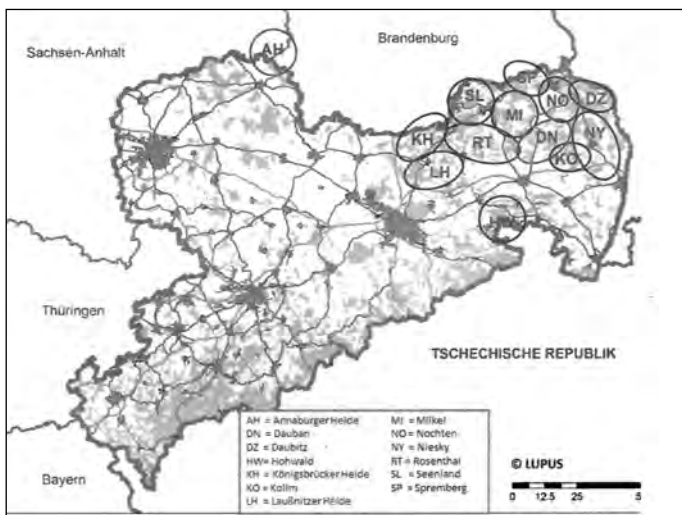 Sachsen-Anhalt
Brandenburg
AH
SP
SL
NO
DZ
MI
KH
RT
DN
NY
KO
LH
HW
Thüringen
TSCHECHISCHE REPUBLIK
Bayern
AH = Annaburger Heide
DN = Dauban
DZ = Daubitz
HW= Hohwald
KH = Königsbrücker Heide
KO = Kollm
LH = Laußnitzer Heide
MI = Milkel
NO = Nochten
NY = Niesky
RT = Rosenthal
SL = Seenland
SP = Spremberg
© LUPUS
0 12.5 25 5